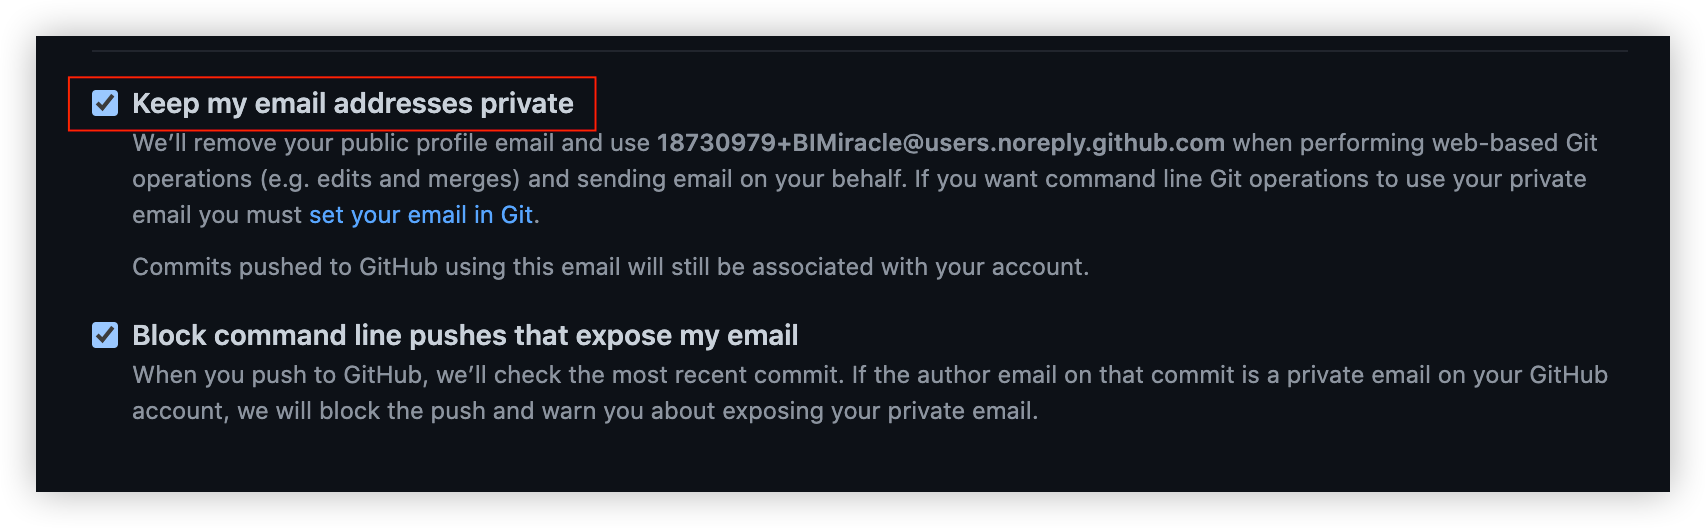 Keep my email addresses private
We’ll remove your public profile email and use 18730979+BIMiracle@users.noreply.github.com when performing web-based Git
operations (e.g. edits and merges) and sending email on your behalf. If you want command line Git operations to use your private
email you must set your email in Git.
Commits pushed to GitHub using this email will still be associated with your account.
Block command line pushes that expose my email
When you push to GitHub, we’ll check the most recent commit. If the author email on that commit is a private email on your GitHub
account, we will block the push and warn you about exposing your private email.